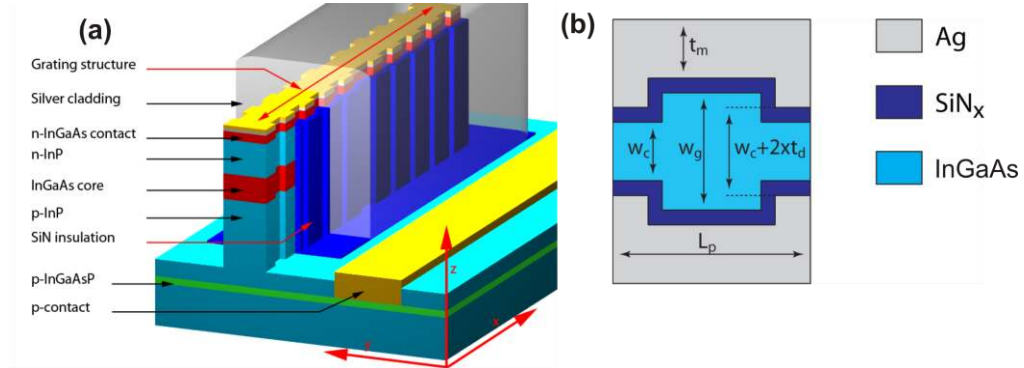 (a)
Grating structure
Silver cladding
n-InGaAs contact
n-InP
InGaAs core
p-InP
SiN insulation
p-InGaAsP
p-contact
z
x
(b)
tm
wc
wg
wc+2xtd
Lp
Ag
SiNx
InGaAs